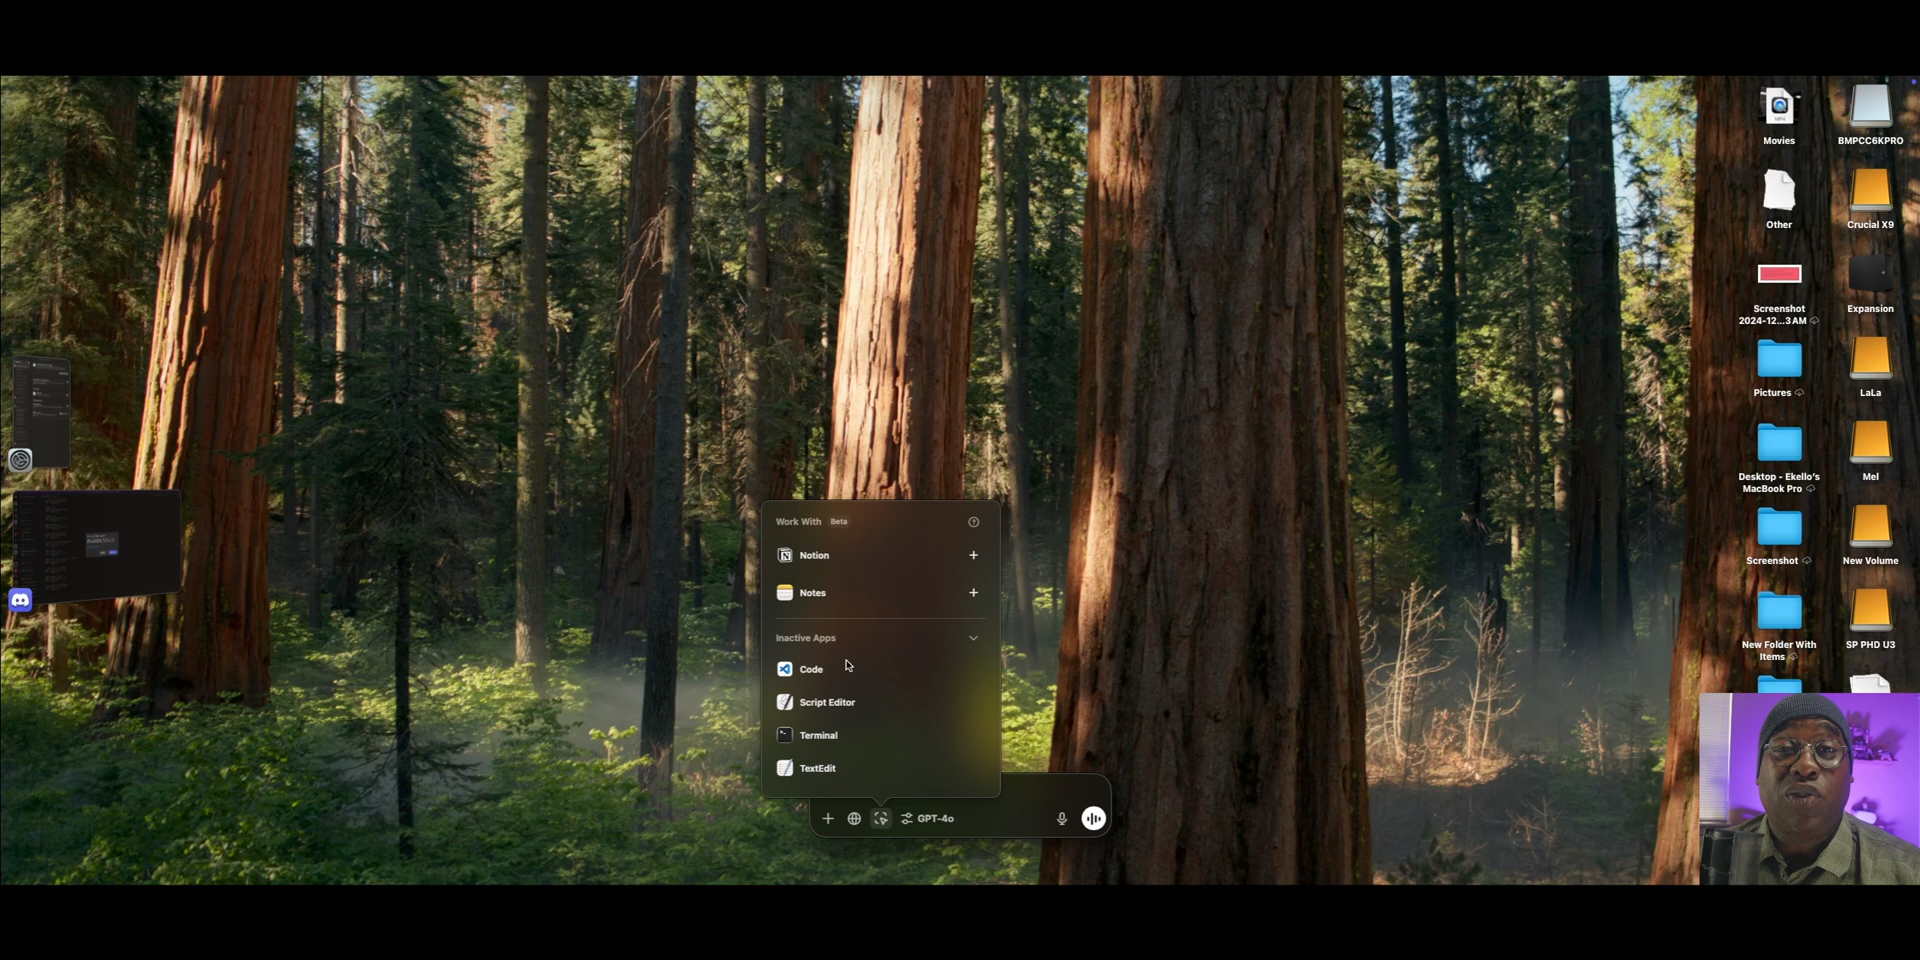 Movies
BMPCC6KPRO
Other
Crucial X9
Screenshot
2024-12...3 AM
Expansion
Pictures
LaLa
Desktop - Ekello's
MacBook Pro
Mel
Screenshot
New Volume
New Folder With
Items
SP PHD U3
Work With Beta
Notion
Notes
Inactive Apps
Code
Script Editor
Terminal
TextEdit
GPT-4o